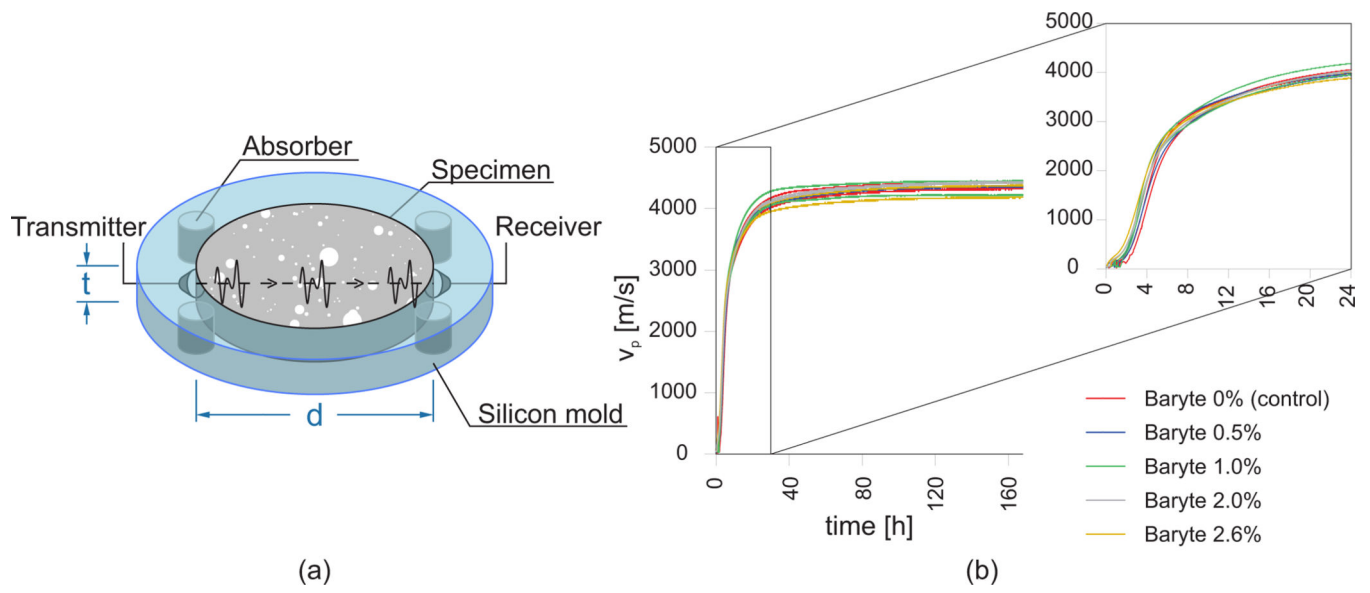 Absorber
Specimen
Transmitter
Receiver
t
d
Silicon mold
(a)
5000
4000
3000
2000
1000
0
v_p [m/s]
0
40
80
120
160
time [h]
5000
4000
3000
2000
1000
0
0
4
8
12
16
20
24
Baryte 0% (control)
Baryte 0.5%
Baryte 1.0%
Baryte 2.0%
Baryte 2.6%
(b)